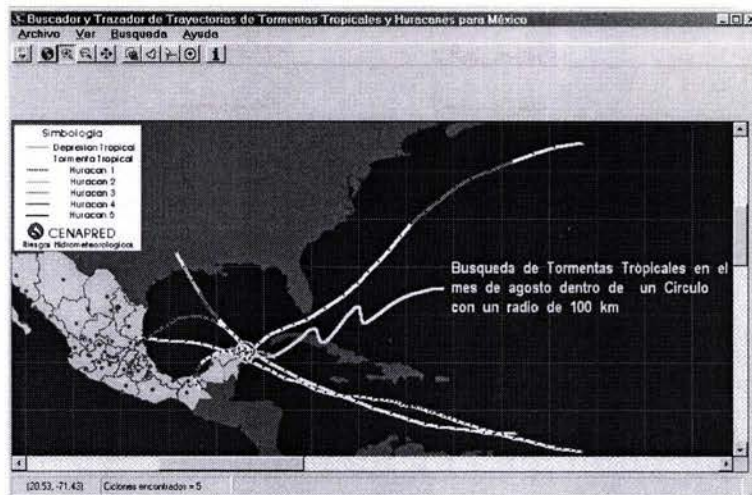 Buscador y Trazador de Trayectorias de Tormentas Tropicales y Huracanes para México
Archivo Ver Busqueda Ayuda
Simbologia
Depresion Tropical
Tormenta Tropical
Huracan 1
Huracan 2
Huracan 3
Huracan 4
Huracan 5
CENAPRED
Riesgos Hidrometeorologicos
Busqueda de Tormentas Tropicales en el
mes de agosto dentro de un Circulo
con un radio de 100 km
(20.53, -71.43) Ciclones encontrados = 5